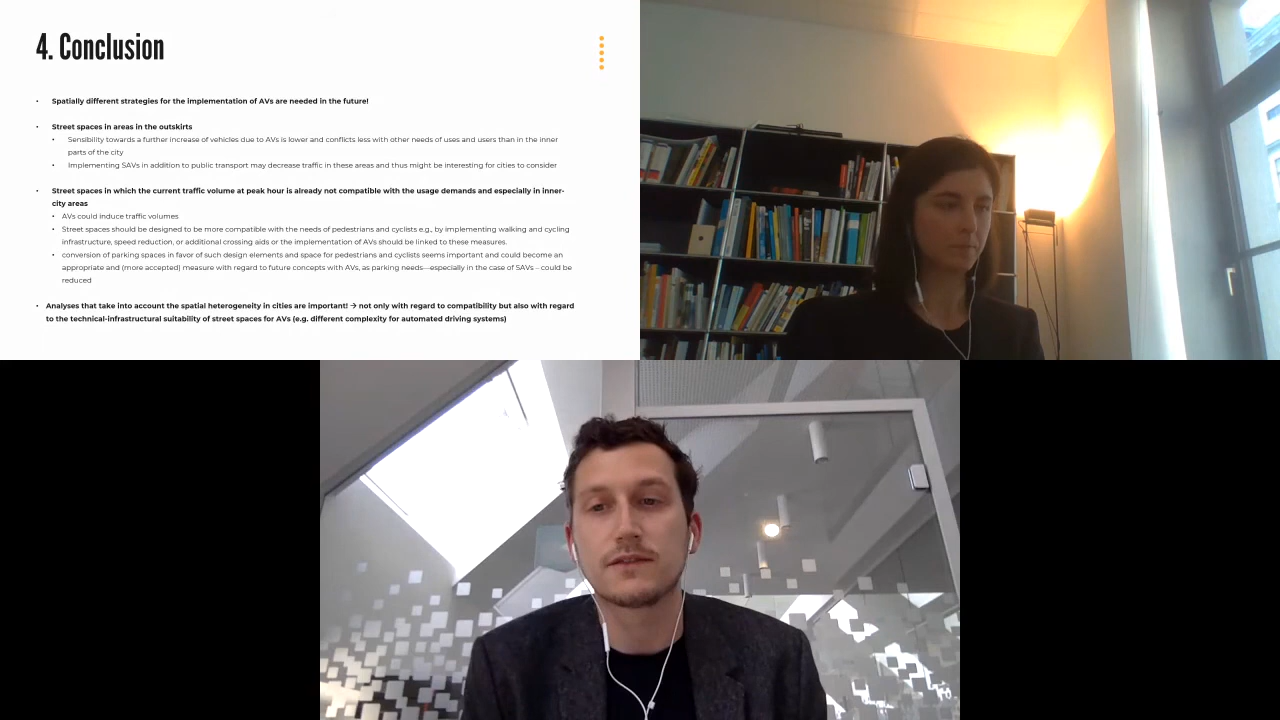 4. Conclusion
• Spatially different strategies for the implementation of AVs are needed in the future!
• Street spaces in areas in the outskirts
• Sensibility towards a further increase of vehicles due to AVs is lower and conflicts less with other needs of uses and users than in the inner
parts of the city
• Implementing SAVs in addition to public transport may decrease traffic in these areas and thus might be interesting for cities to consider
• Street spaces in which the current traffic volume at peak hour is already not compatible with the usage demands and especially in inner-
city areas
• AVs could induce traffic volumes
• Street spaces should be designed to be more compatible with the needs of pedestrians and cyclists e.g., by implementing walking and cycling
infrastructure, speed reduction, or additional crossing aids or the implementation of AVs should be linked to these measures.
• conversion of parking spaces in favor of such design elements and space for pedestrians and cyclists seems important and could become an
appropriate and (more accepted) measure with regard to future concepts with AVs, as parking needs—especially in the case of SAVs – could be
reduced
• Analyses that take into account the spatial heterogeneity in cities are important! → not only with regard to compatibility but also with regard
to the technical-infrastructural suitability of street spaces for AVs (e.g. different complexity for automated driving systems)